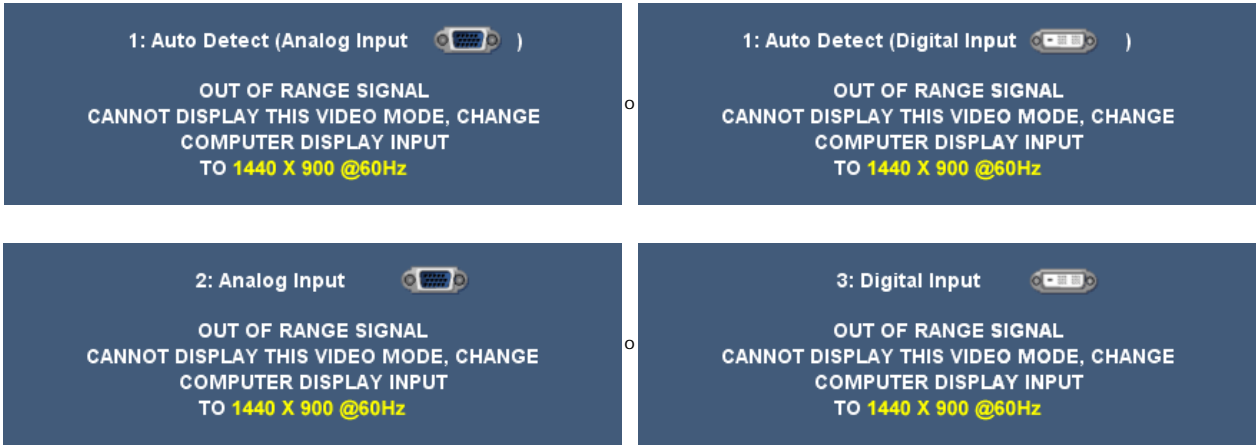 1: Auto Detect (Analog Input )
OUT OF RANGE SIGNAL
CANNOT DISPLAY THIS VIDEO MODE, CHANGE
COMPUTER DISPLAY INPUT
TO 1440 X 900 @60Hz
o
1: Auto Detect (Digital Input )
OUT OF RANGE SIGNAL
CANNOT DISPLAY THIS VIDEO MODE, CHANGE
COMPUTER DISPLAY INPUT
TO 1440 X 900 @60Hz
2: Analog Input
OUT OF RANGE SIGNAL
CANNOT DISPLAY THIS VIDEO MODE, CHANGE
COMPUTER DISPLAY INPUT
TO 1440 X 900 @60Hz
o
3: Digital Input
OUT OF RANGE SIGNAL
CANNOT DISPLAY THIS VIDEO MODE, CHANGE
COMPUTER DISPLAY INPUT
TO 1440 X 900 @60Hz